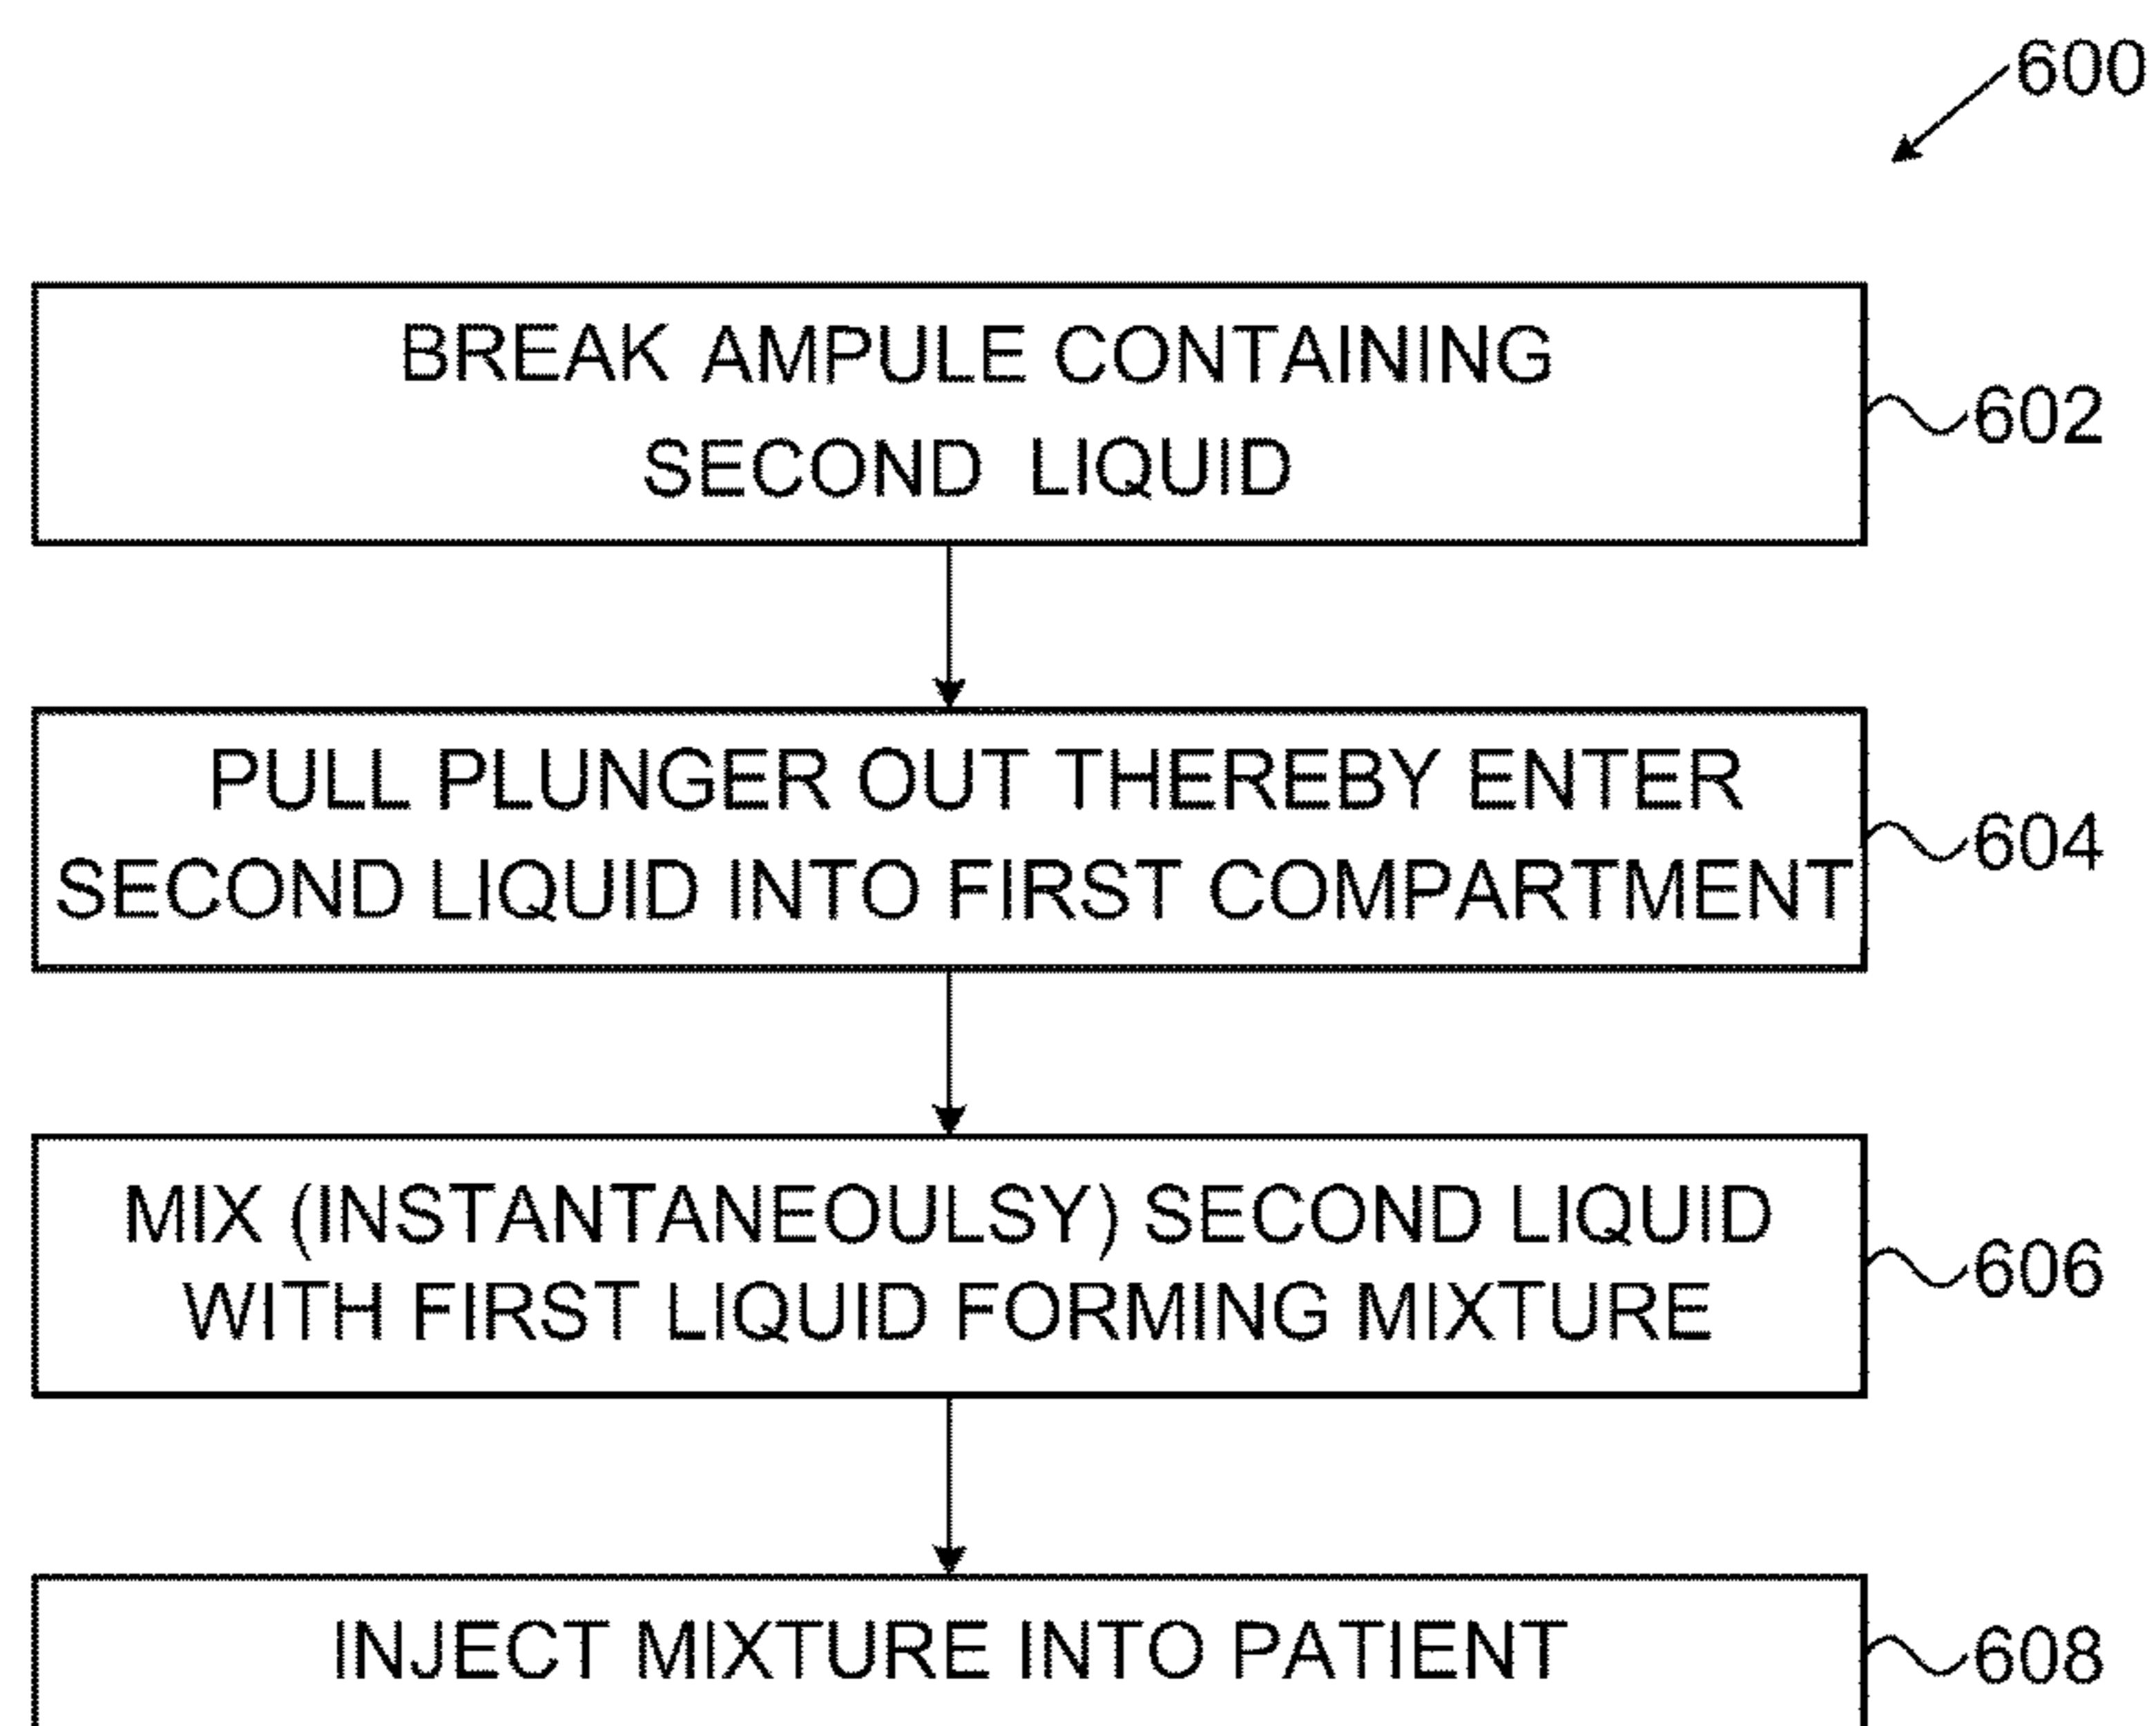 600
BREAK AMPULE CONTAINING
SECOND LIQUID
602
PULL PLUNGER OUT THEREBY ENTER
SECOND LIQUID INTO FIRST COMPARTMENT
604
MIX (INSTANTANEOULSY) SECOND LIQUID
WITH FIRST LIQUID FORMING MIXTURE
606
INJECT MIXTURE INTO PATIENT
608